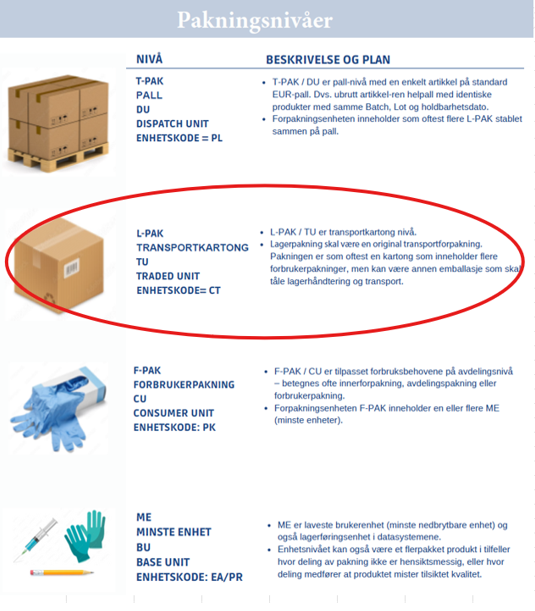 Pakningsnivåer
NIVÅ
BESKRIVELSE OG PLAN
T-PAK
PALL
DU
DISPATCH UNIT
ENHETSKODE = PL
• T-PAK / DU er pall-nivå med en enkelt artikkel på standard
EUR-pall. Dvs. ubrutt artikkel-ren helpall med identiske
produkter med samme Batch, Lot og holdbarhetsdato.
• Forpakningsenheten inneholder som oftest flere L-PAK stablet
sammen på pall.
L-PAK
TRANSPORTKARTONG
TU
TRADED UNIT
ENHETSKODE= CT
• L-PAK / TU er transportkartong nivå.
• Lagerpakning skal være en original transportforpakning.
Pakningen er som oftest en kartong som inneholder flere
forbrukerpakninger, men kan være annen emballasje som skal
tåle lagerhåndtering og transport.
F-PAK
FORBRUKERPAKNING
CU
CONSUMER UNIT
ENHETSKODE: PK
• F-PAK / CU er tilpasset forbruksbehovene på avdelingsnivå
– betegnes ofte innerforpakning, avdelingspakning eller
forbrukerpakning.
• Forpakningsenheten F-PAK inneholder en eller flere ME
(minste enheter).
ME
MINSTE ENHET
BU
BASE UNIT
ENHETSKODE: EA/PR
• ME er laveste brukerenhet (minste nedbrytbare enhet) og
også lagerføringsenhet i datasystemene.
• Enhetsnivået kan også være et flerpakket produkt i tilfeller
hvor deling av pakning ikke er hensiktsmessig, eller hvor
deling medfører at produktet mister tilsiktet kvalitet.